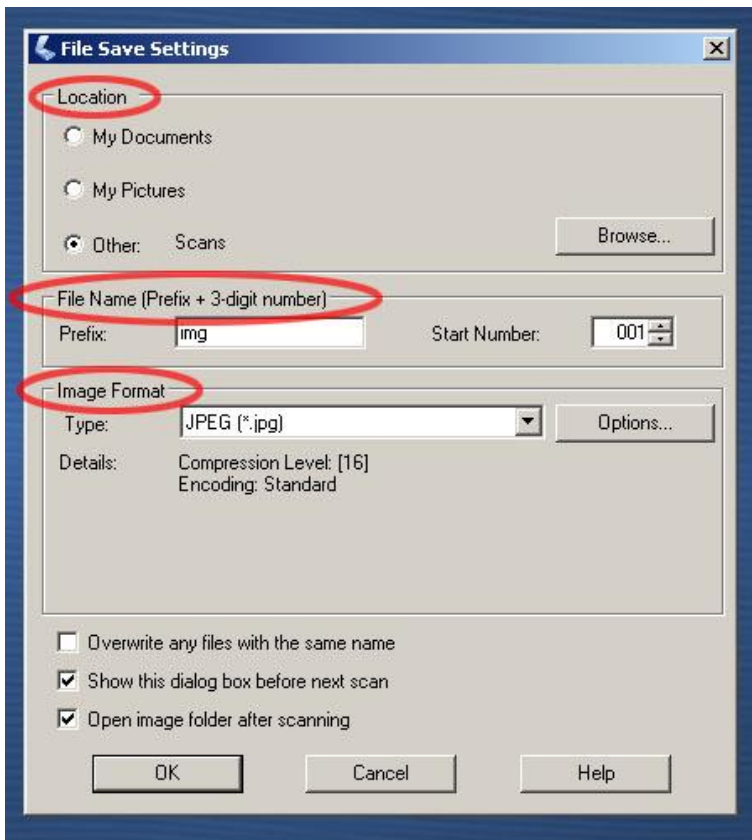 File Save Settings
Location
My Documents
My Pictures
Other: Scans Browse...
File Name (Prefix + 3-digit number)
Prefix: img Start Number: 001
Image Format
Type: JPEG (*.jpg) Options...
Details: Compression Level: [16]
Encoding: Standard
Overwrite any files with the same name
Show this dialog box before next scan
Open image folder after scanning
OK Cancel Help